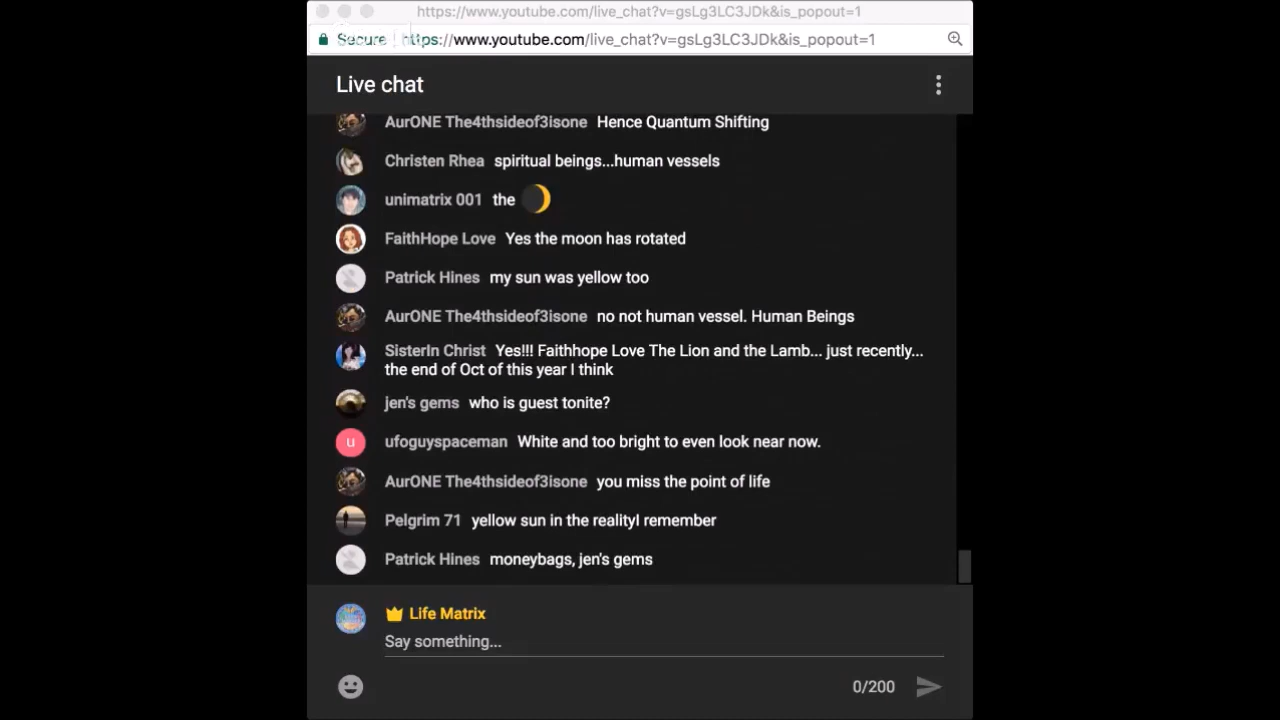 https://www.youtube.com/live_chat?v=gsLg3LC3JDk&is_popout=1
Secure https://www.youtube.com/live_chat?v=gsLg3LC3JDk&is_popout=1
Live chat
AurONE The4thsideof3isone Hence Quantum Shifting
Christen Rhea spiritual beings...human vessels
unimatrix 001 the 🌒
FaithHope Love Yes the moon has rotated
Patrick Hines my sun was yellow too
AurONE The4thsideof3isone no not human vessel. Human Beings
SisterIn Christ Yes!!! Faithhope Love The Lion and the Lamb... just recently...
the end of Oct of this year I think
jen's gems who is guest tonite?
u ufoguyspaceman White and too bright to even look near now.
AurONE The4thsideof3isone you miss the point of life
Pelgrim 71 yellow sun in the realityI remember
Patrick Hines moneybags, jen's gems
Life Matrix
Say something...
0/200